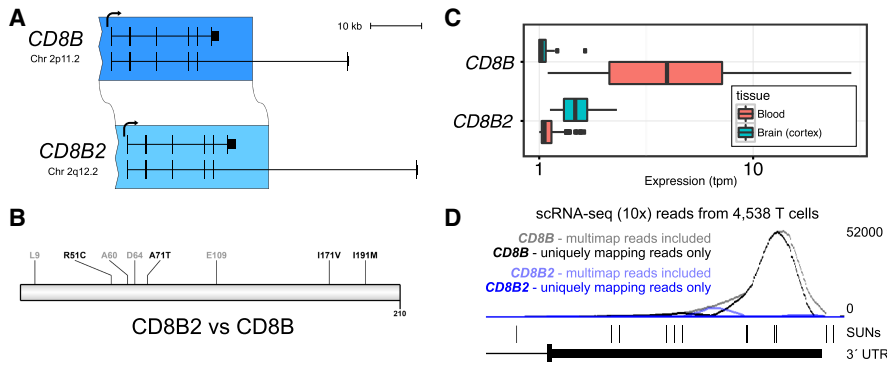 A
10 kb
CD8B
Chr 2p11.2
CD8B2
Chr 2q12.2
B
L9
R51C
A60
D64
A71T
E109
I171V
I191M
210
CD8B2 vs CD8B
C
CD8B
CD8B2
tissue
Blood
Brain (cortex)
1
10
Expression (tpm)
D
scRNA-seq (10x) reads from 4,538 T cells
CD8B - multimap reads included
CD8B - uniquely mapping reads only
CD8B2 - multimap reads included
CD8B2 - uniquely mapping reads only
52000
0
SUNs
3´ UTR